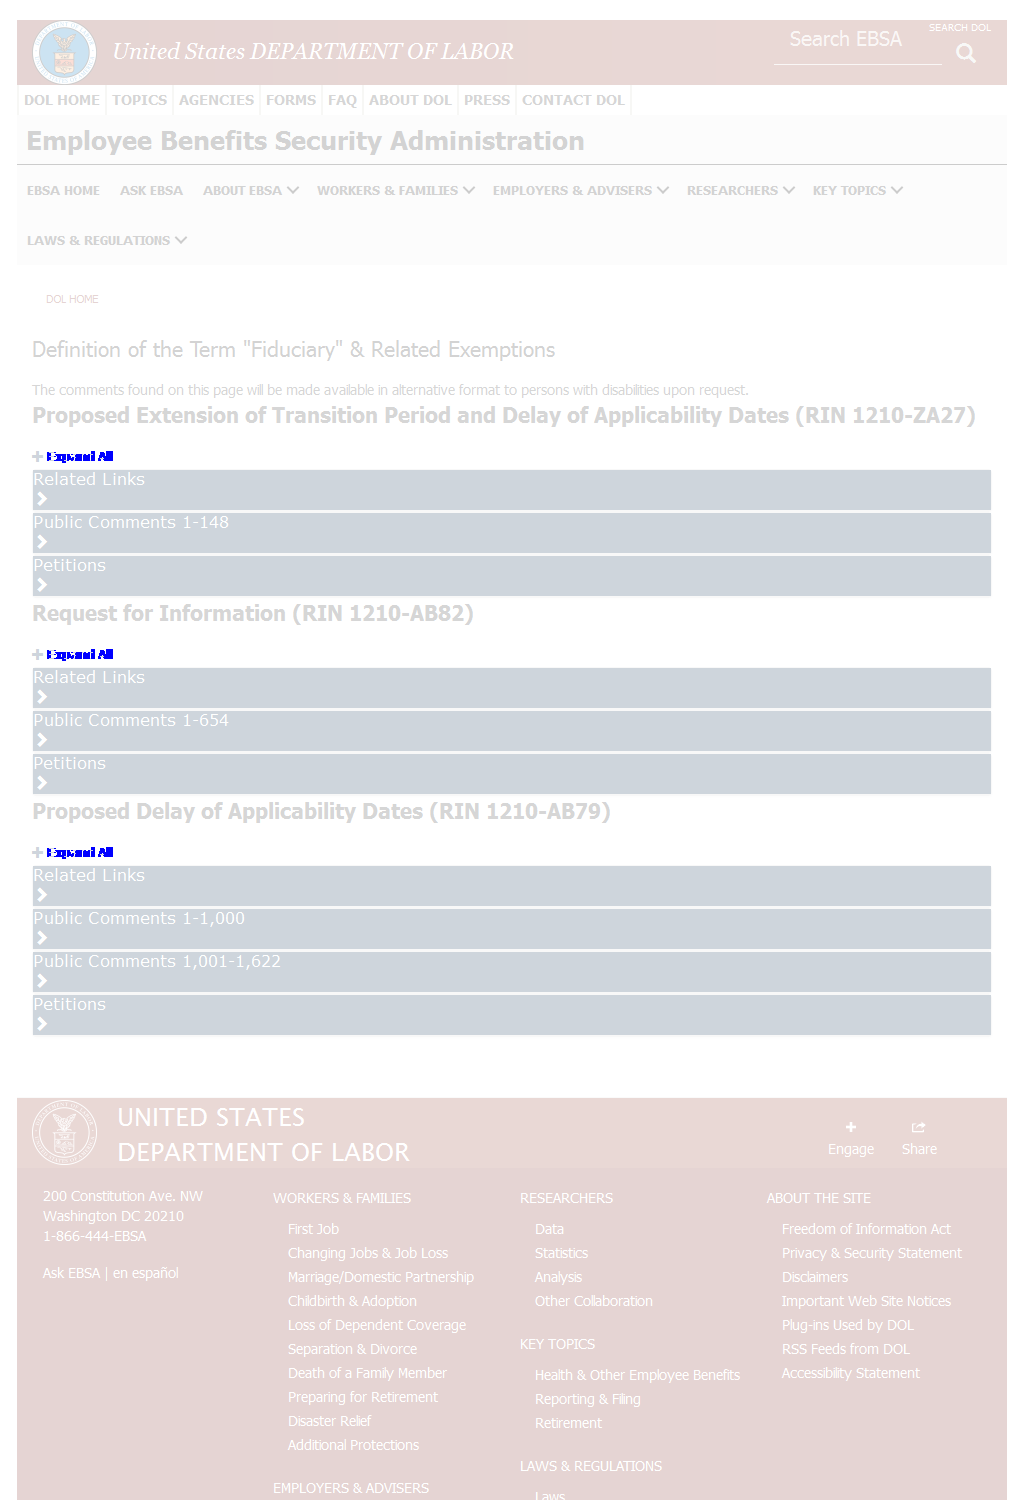 United States DEPARTMENT OF LABOR
Search EBSA
SEARCH DOL
DOL HOME TOPICS AGENCIES FORMS FAQ ABOUT DOL PRESS CONTACT DOL
Employee Benefits Security Administration
EBSA HOME ASK EBSA ABOUT EBSA WORKERS & FAMILIES EMPLOYERS & ADVISERS RESEARCHERS KEY TOPICS
LAWS & REGULATIONS
DOL HOME
Definition of the Term "Fiduciary" & Related Exemptions
The comments found on this page will be made available in alternative format to persons with disabilities upon request.
Proposed Extension of Transition Period and Delay of Applicability Dates (RIN 1210-ZA27)
Expand All
Related Links
Public Comments 1-148
Petitions
Request for Information (RIN 1210-AB82)
Expand All
Related Links
Public Comments 1-654
Petitions
Proposed Delay of Applicability Dates (RIN 1210-AB79)
Expand All
Related Links
Public Comments 1-1,000
Public Comments 1,001-1,622
Petitions
UNITED STATES
DEPARTMENT OF LABOR
Engage
Share
200 Constitution Ave. NW
Washington DC 20210
1-866-444-EBSA
Ask EBSA | en español
WORKERS & FAMILIES
First Job
Changing Jobs & Job Loss
Marriage/Domestic Partnership
Childbirth & Adoption
Loss of Dependent Coverage
Separation & Divorce
Death of a Family Member
Preparing for Retirement
Disaster Relief
Additional Protections
EMPLOYERS & ADVISERS
RESEARCHERS
Data
Statistics
Analysis
Other Collaboration
KEY TOPICS
Health & Other Employee Benefits
Reporting & Filing
Retirement
LAWS & REGULATIONS
Laws
ABOUT THE SITE
Freedom of Information Act
Privacy & Security Statement
Disclaimers
Important Web Site Notices
Plug-ins Used by DOL
RSS Feeds from DOL
Accessibility Statement